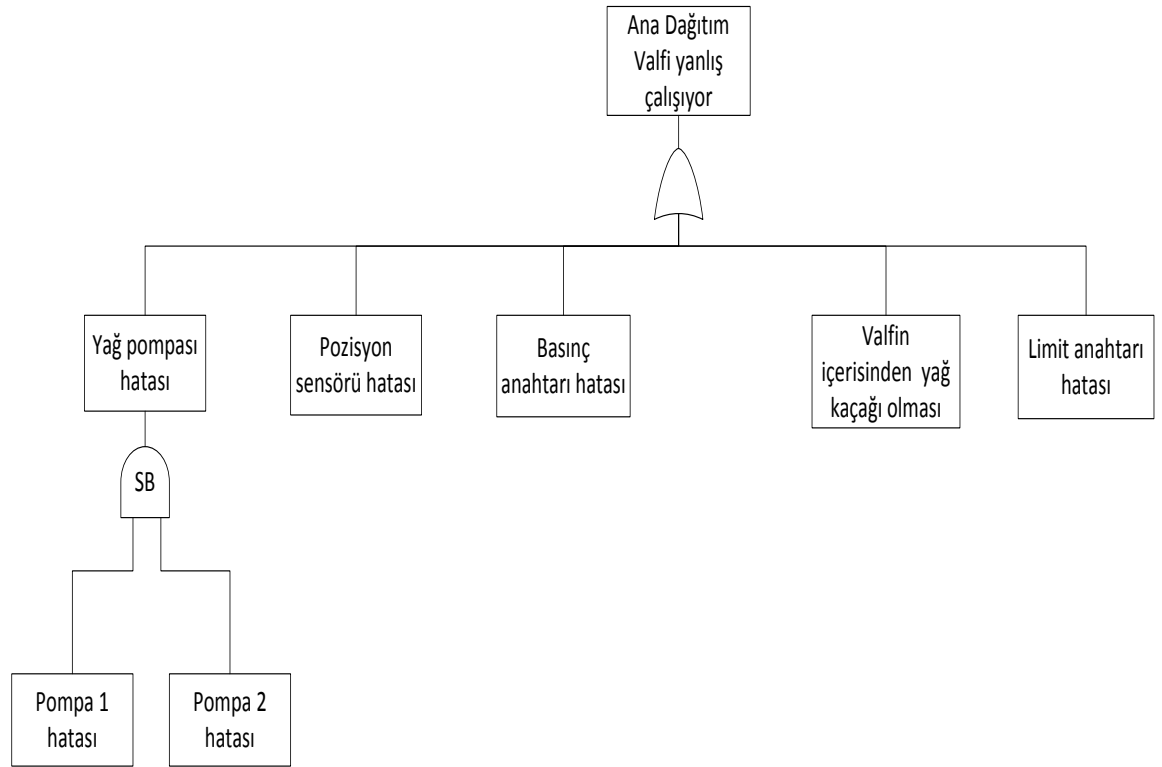 Ana Dağıtım
Valfi yanlış
çalışıyor
Yağ pompası
hatası
Pozisyon
sensörü hatası
Basınç
anahtarı hatası
Valfin
içerisinden yağ
kaçağı olması
Limit anahtarı
hatası
SB
Pompa 1
hatası
Pompa 2
hatası